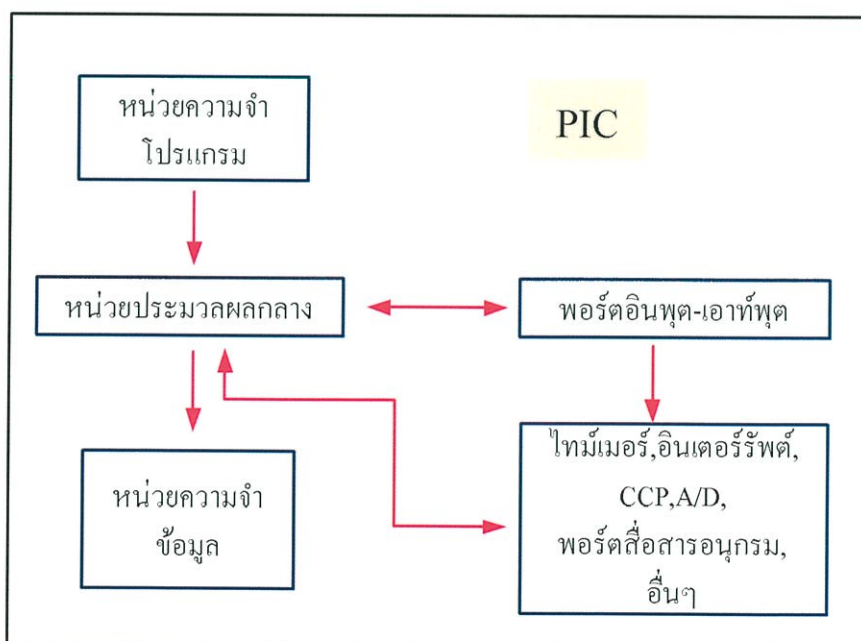 หน่วยความจำ
โปรแกรม
PIC
หน่วยประมวลผลกลาง
พอร์ตอินพุต-เอาท์พุต
หน่วยความจำ
ข้อมูล
ไทม์เมอร์,อินเตอร์รัพต์,
CCP,A/D,
พอร์ตสื่อสารอนุกรม,
อื่นๆ